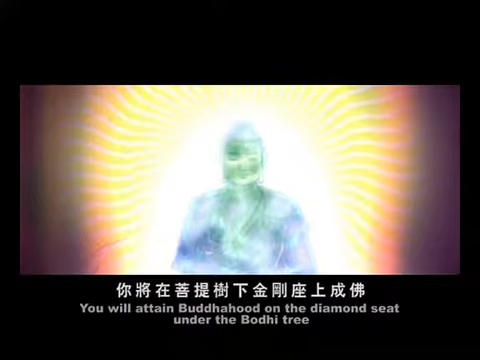 你將在菩提樹下金剛座上成佛
You will attain Buddhahood on the diamond seat
under the Bodhi tree